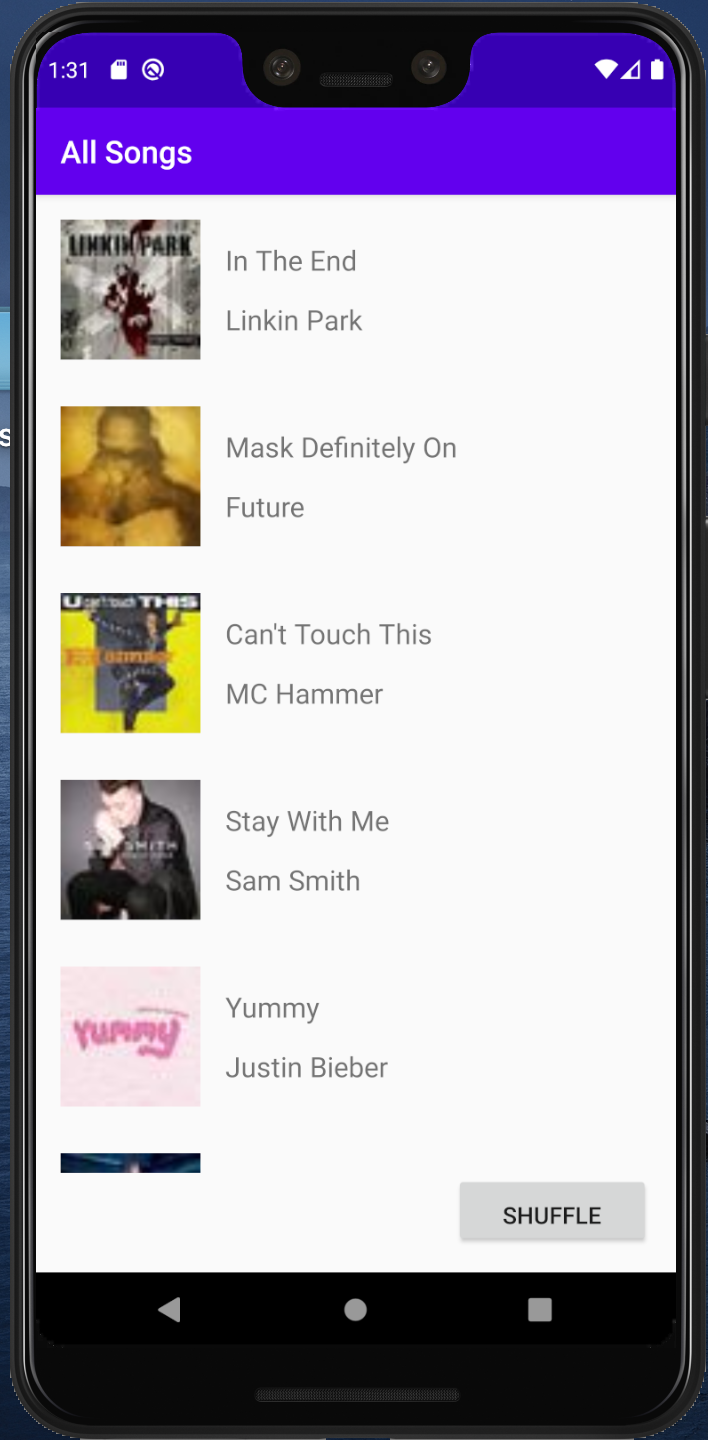 1:31
All Songs
LINKIN PARK
In The End
Linkin Park
Mask Definitely On
Future
U can't touch THIS
hammer
Can't Touch This
MC Hammer
SMITH
Stay With Me
Sam Smith
Yummy
Yummy
Justin Bieber
SHUFFLE